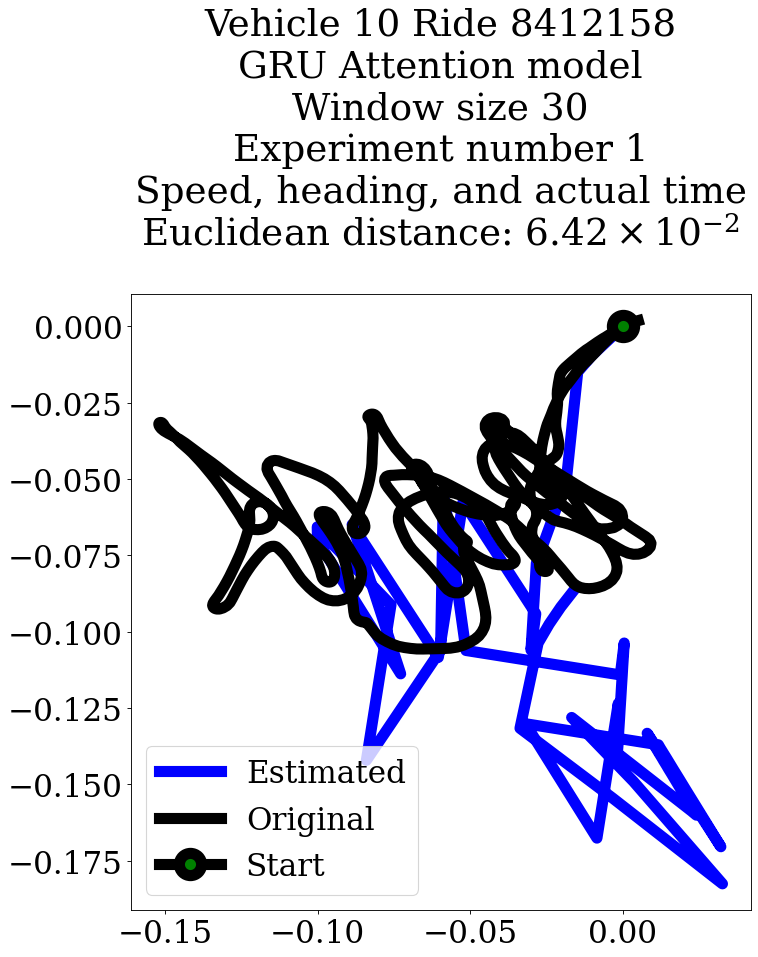 Vehicle 10 Ride 8412158
GRU Attention model
Window size 30
Experiment number 1
Speed, heading, and actual time
Euclidean distance: 6.42 × 10⁻²
0.000
−0.025
−0.050
−0.075
−0.100
−0.125
−0.150
−0.175
Estimated
Original
Start
−0.15
−0.10
−0.05
0.00